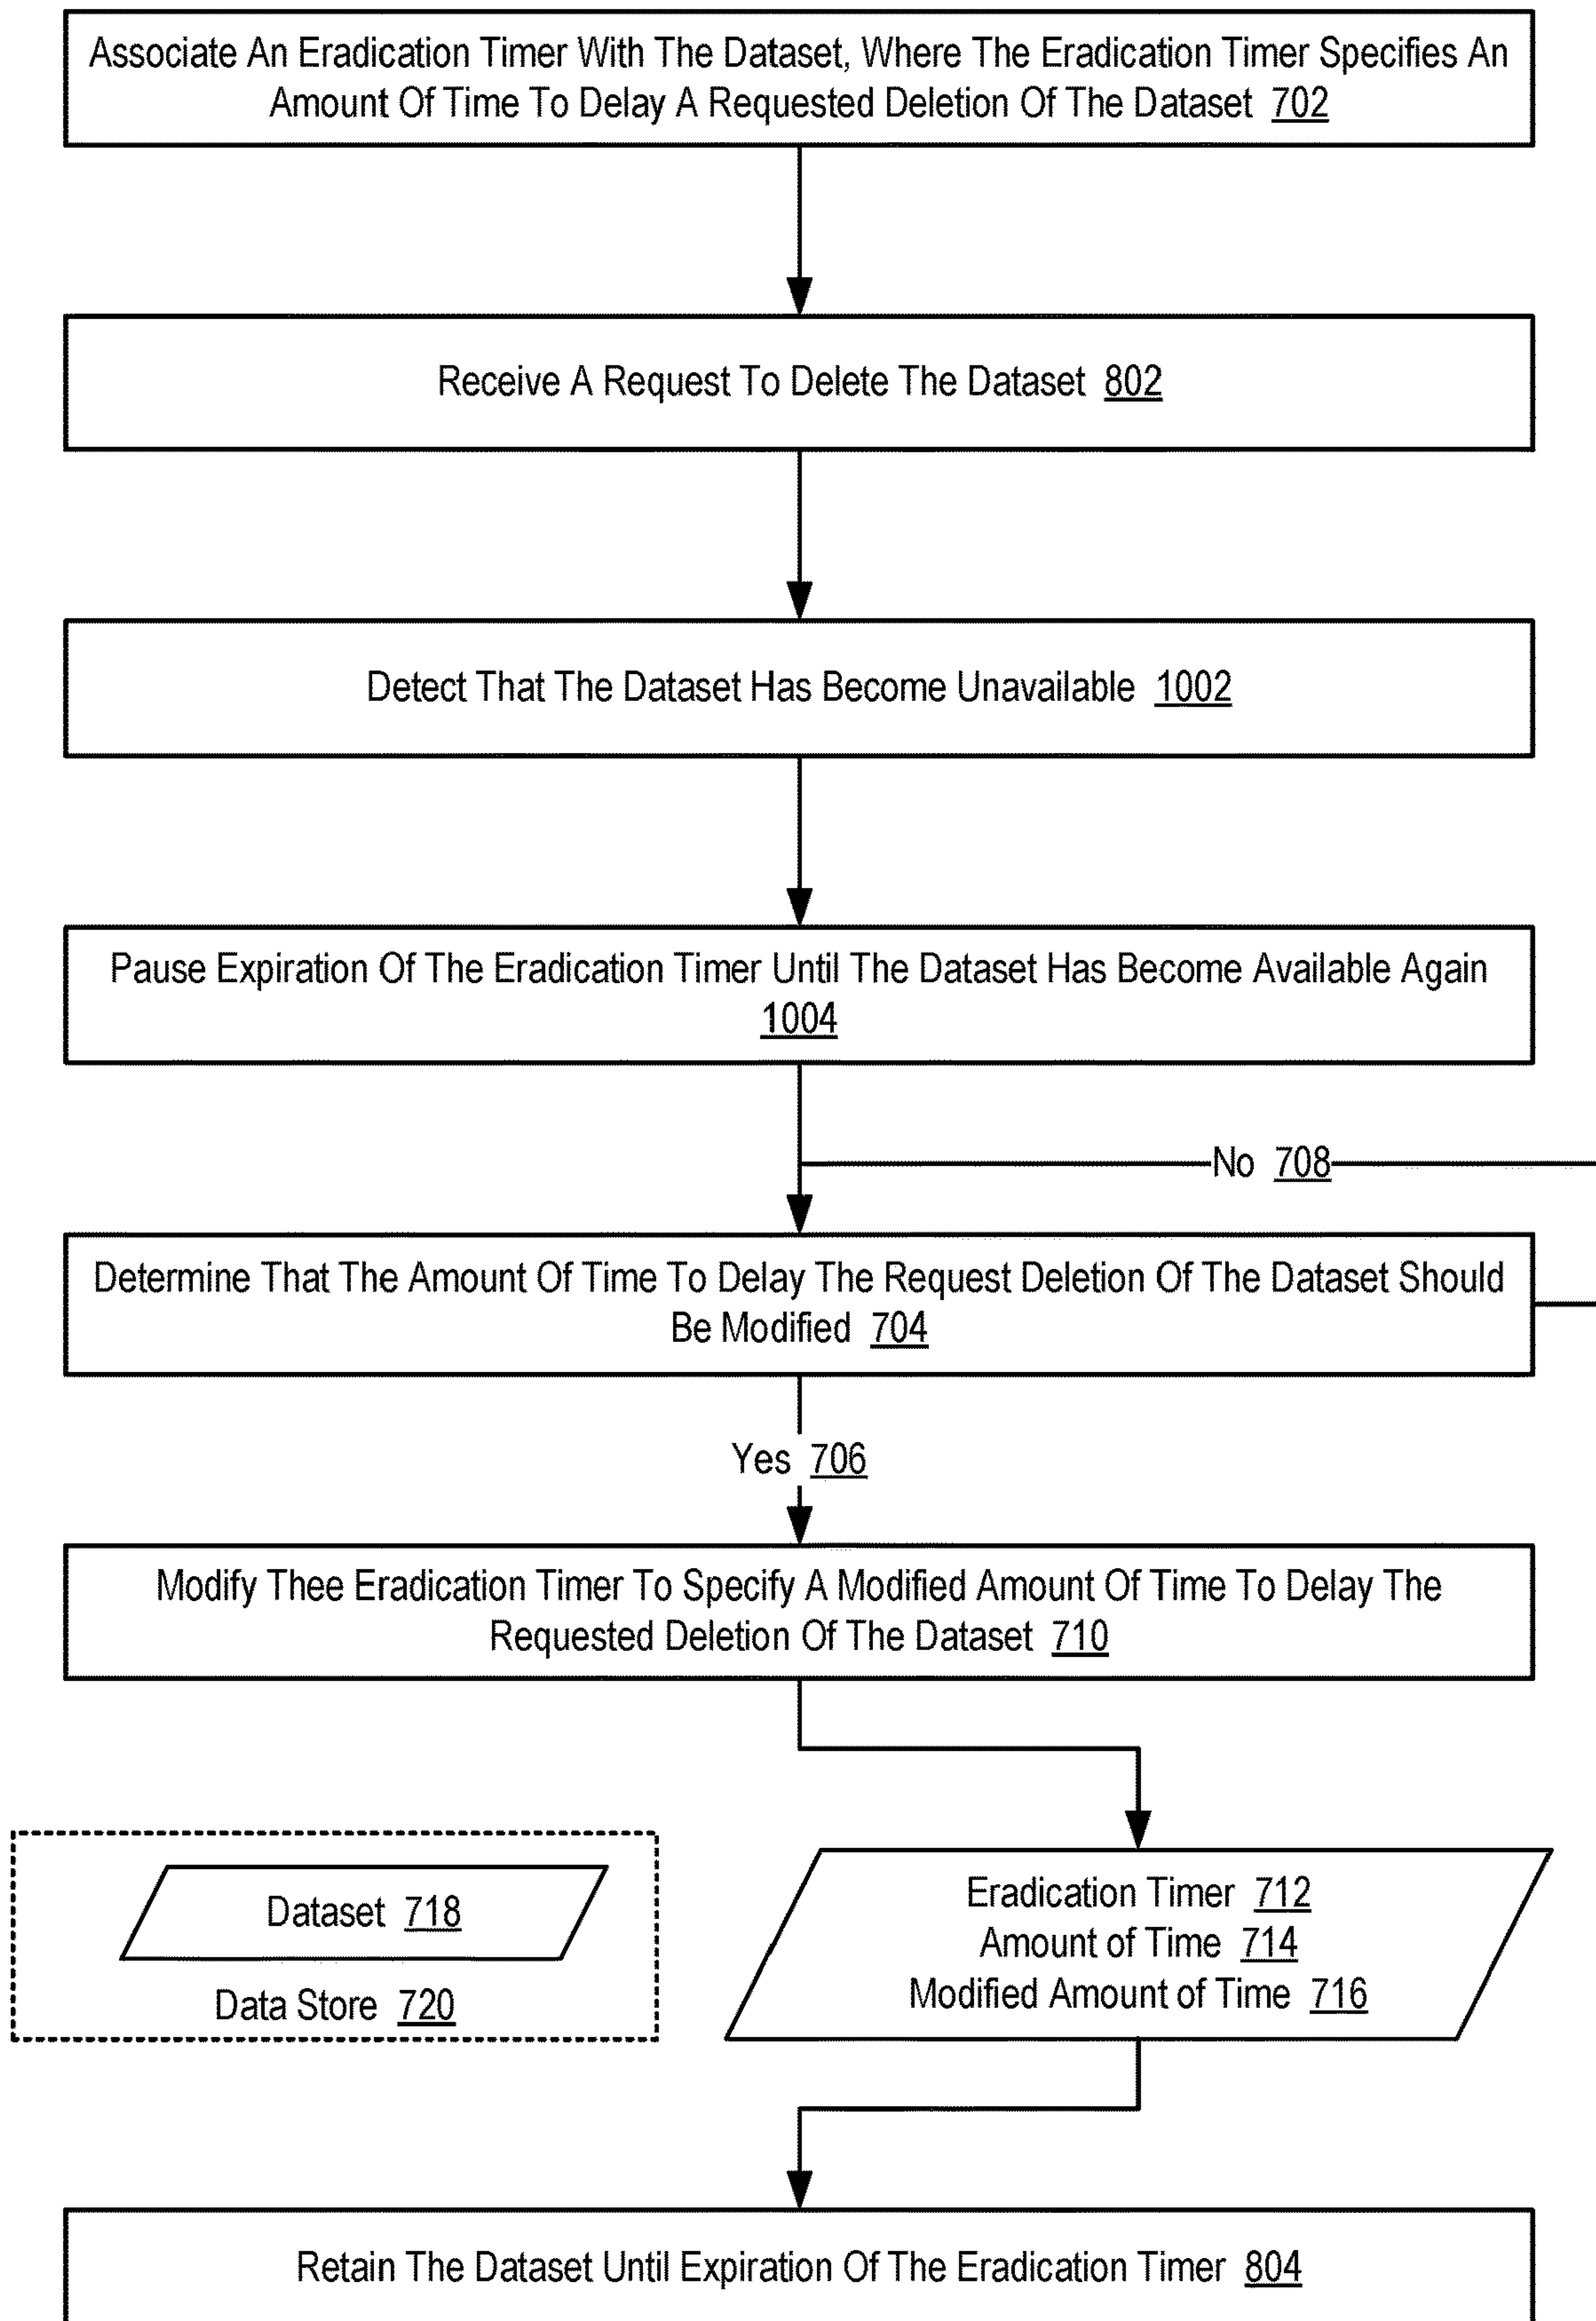 Associate An Eradication Timer With The Dataset, Where The Eradication Timer Specifies An
Amount Of Time To Delay A Requested Deletion Of The Dataset 702
Receive A Request To Delete The Dataset 802
Detect That The Dataset Has Become Unavailable 1002
Pause Expiration Of The Eradication Timer Until The Dataset Has Become Available Again
1004
No 708
Determine That The Amount Of Time To Delay The Request Deletion Of The Dataset Should
Be Modified 704
Yes 706
Modify Thee Eradication Timer To Specify A Modified Amount Of Time To Delay The
Requested Deletion Of The Dataset 710
Dataset 718
Data Store 720
Eradication Timer 712
Amount of Time 714
Modified Amount of Time 716
Retain The Dataset Until Expiration Of The Eradication Timer 804